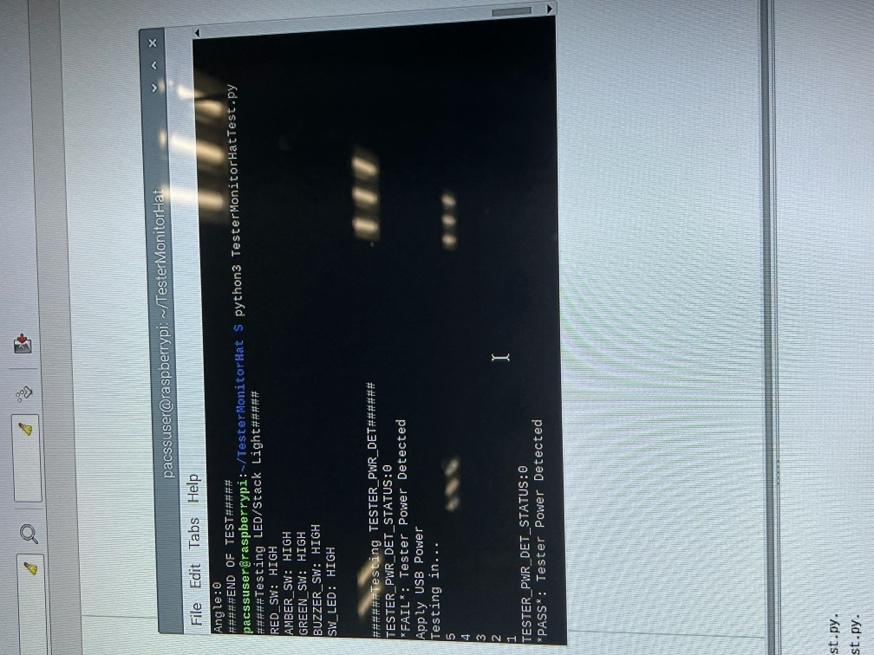 pacssuser@raspberrypi: ~/TesterMonitorHat
File Edit Tabs Help
Angle:0
#####END OF TEST#####
pacssuser@raspberrypi:~/TesterMonitorHat $ python3 TesterMonitorHatTest.py
#####Testing LED/Stack Light#####
RED_SW: HIGH
AMBER_SW: HIGH
GREEN_SW: HIGH
BUZZER_SW: HIGH
SW_LED: HIGH
######Testing TESTER_PWR_DET######
TESTER_PWR_DET_STATUS:0
*FAIL*: Tester Power Detected
Apply USB Power
Testing in...
5
4
3
2
1
TESTER_PWR_DET_STATUS:0
*PASS*: Tester Power Detected
st.py.
st.py.